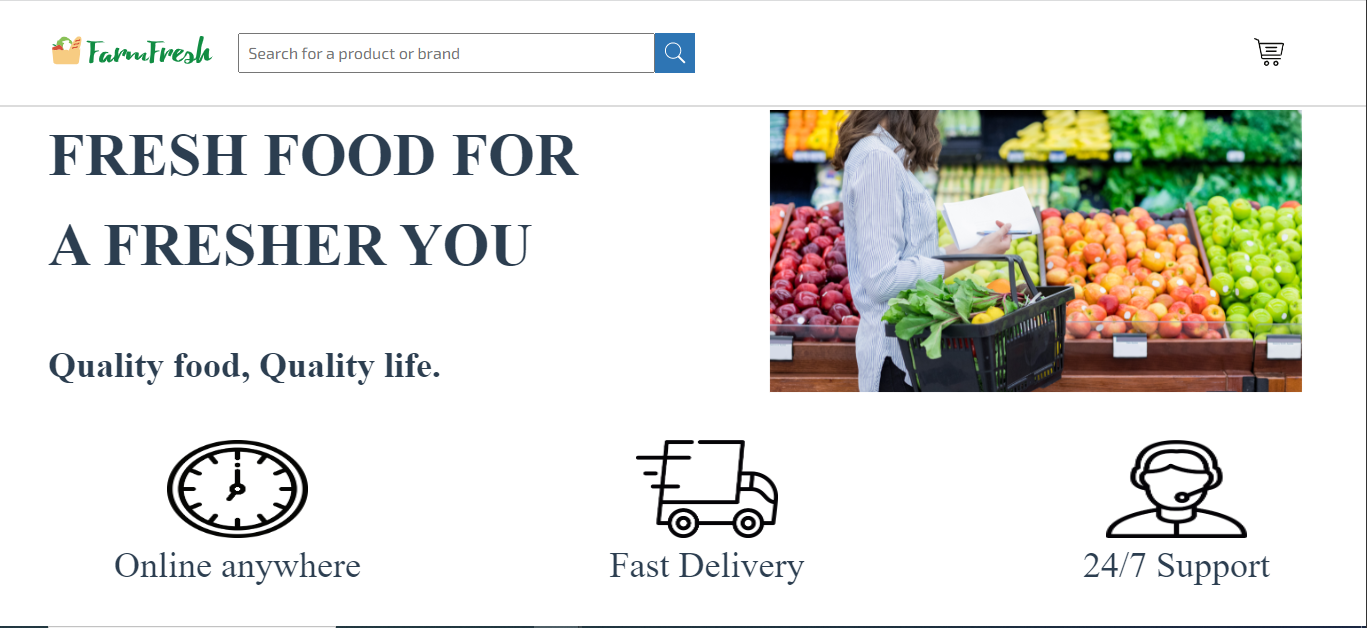 FarmFresh
Search for a product or brand
FRESH FOOD FOR
A FRESHER YOU
Quality food, Quality life.
Online anywhere
Fast Delivery
24/7 Support